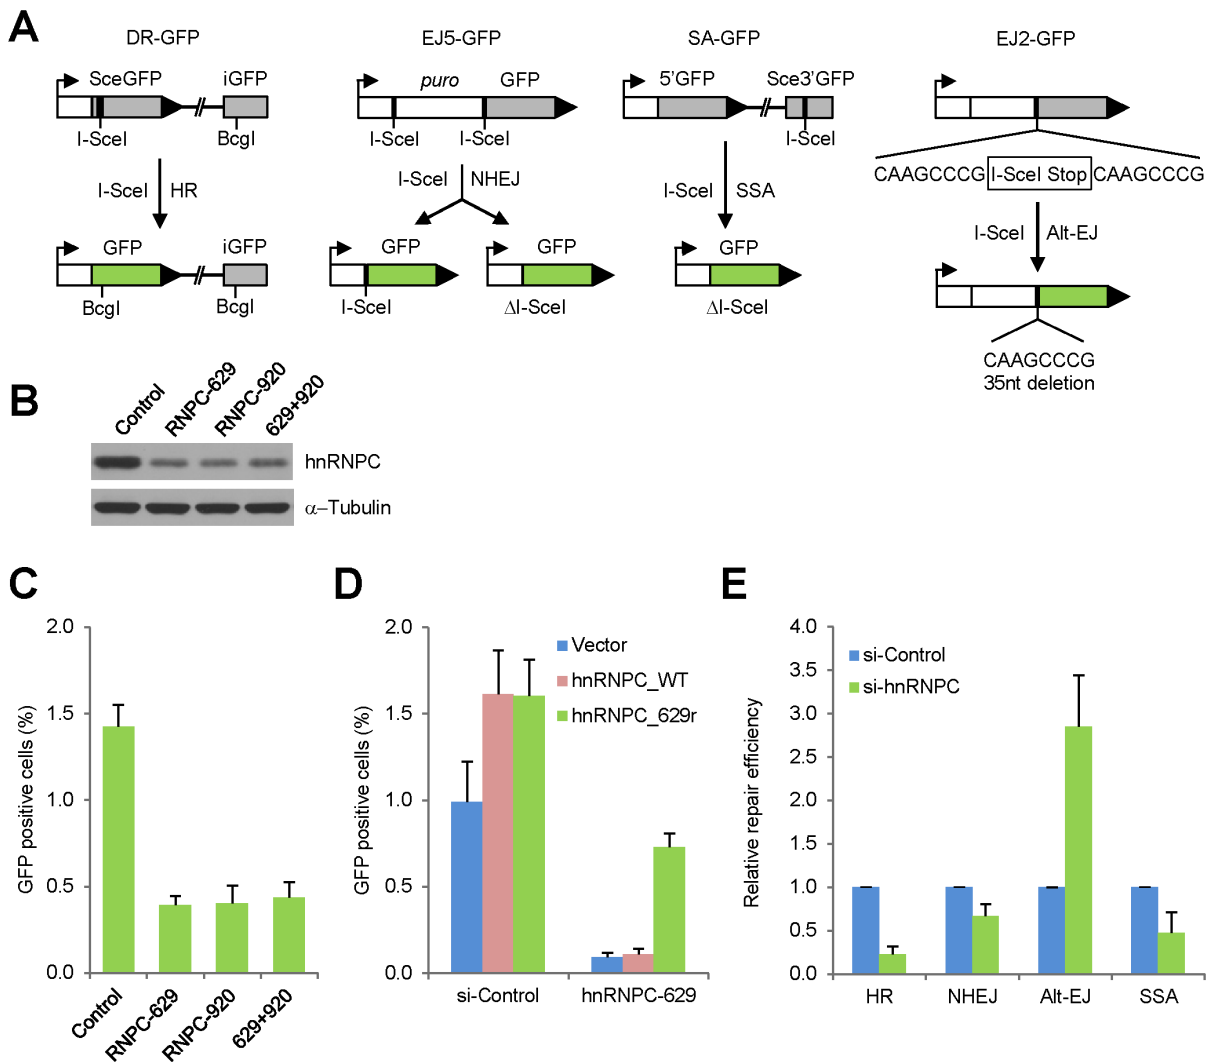 A
DR-GFP
EJ5-GFP
SA-GFP
EJ2-GFP
SceGFP
iGFP
puro
GFP
5'GFP
Sce3'GFP
I-SceI
BcgI
I-SceI
I-SceI
I-SceI
CAAGCCCG I-SceI Stop CAAGCCCG
I-SceI HR
I-SceI NHEJ
I-SceI SSA
I-SceI Alt-EJ
GFP
iGFP
GFP
GFP
GFP
BcgI
BcgI
I-SceI
ΔI-SceI
ΔI-SceI
CAAGCCCG
35nt deletion
B
Control
RNPC-629
RNPC-920
629+920
hnRNPC
α–Tubulin
C
GFP positive cells (%)
2.0
1.5
1.0
0.5
0.0
Control
RNPC-629
RNPC-920
629+920
D
GFP positive cells (%)
2.0
1.5
1.0
0.5
0.0
Vector
hnRNPC_WT
hnRNPC_629r
si-Control
hnRNPC-629
E
Relative repair efficiency
4.0
3.5
3.0
2.5
2.0
1.5
1.0
0.5
0.0
si-Control
si-hnRNPC
HR
NHEJ
Alt-EJ
SSA